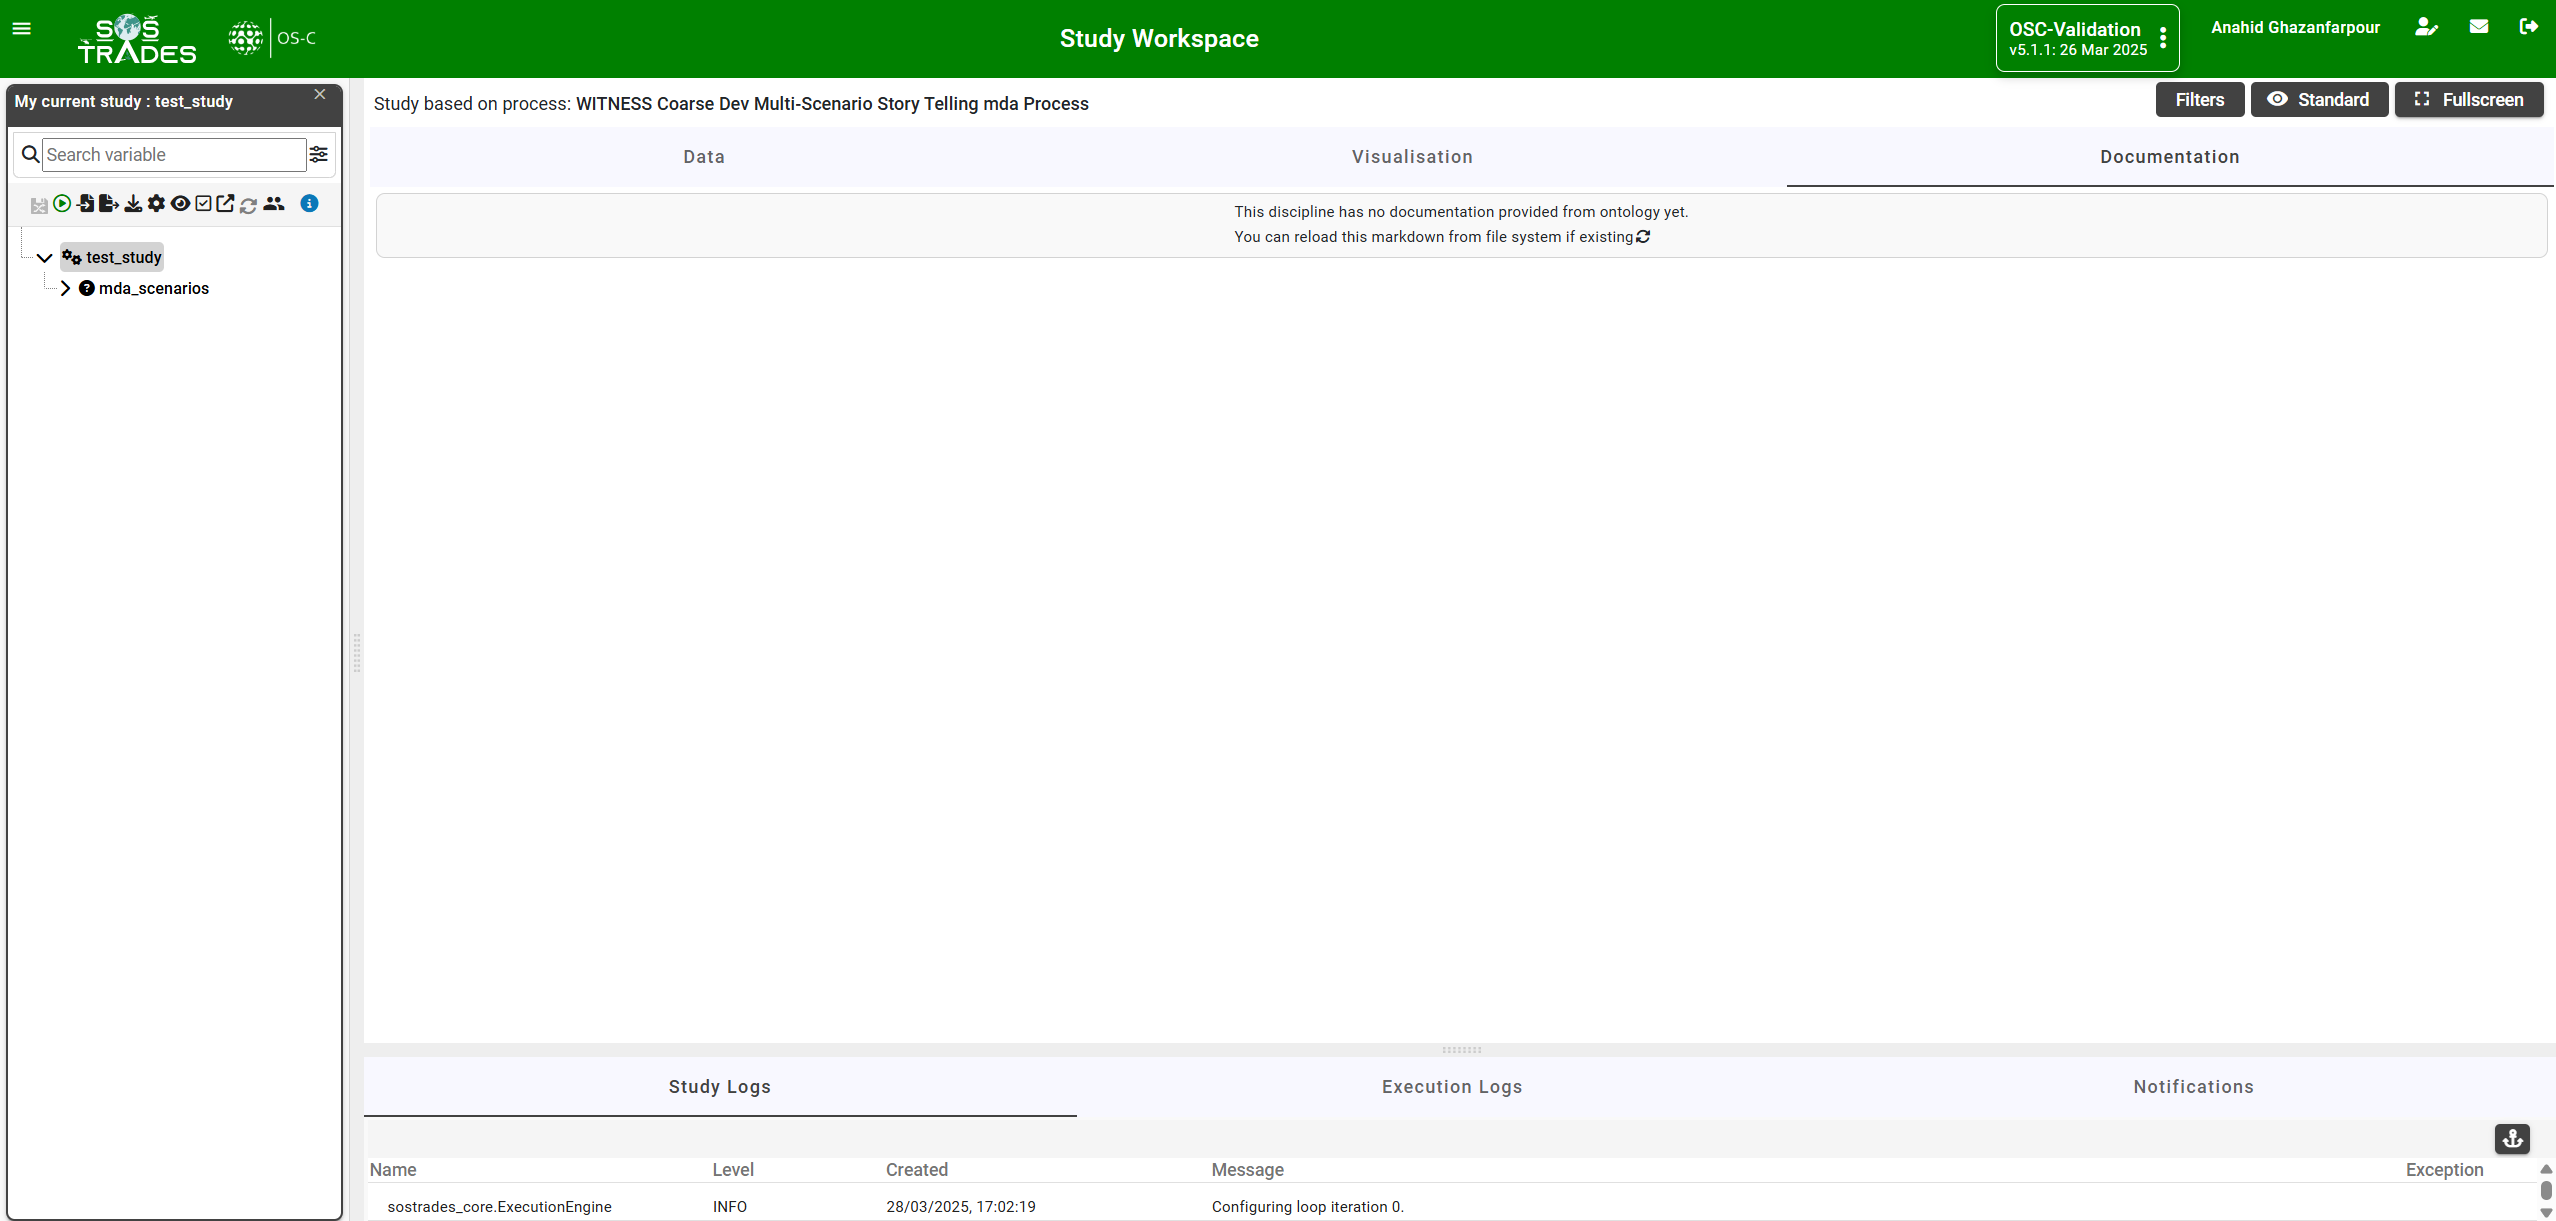 SOS
TRADES
OS-C
Study Workspace
OSC-Validation
v5.1.1: 26 Mar 2025
Anahid Ghazanfarpour
My current study : test_study
Search variable
test_study
mda_scenarios
Study based on process: WITNESS Coarse Dev Multi-Scenario Story Telling mda Process
Filters
Standard
Fullscreen
Data
Visualisation
Documentation
This discipline has no documentation provided from ontology yet.
You can reload this markdown from file system if existing
Study Logs
Execution Logs
Notifications
Name Level Created Message Exception
sostrades_core.ExecutionEngine INFO 28/03/2025, 17:02:19 Configuring loop iteration 0.